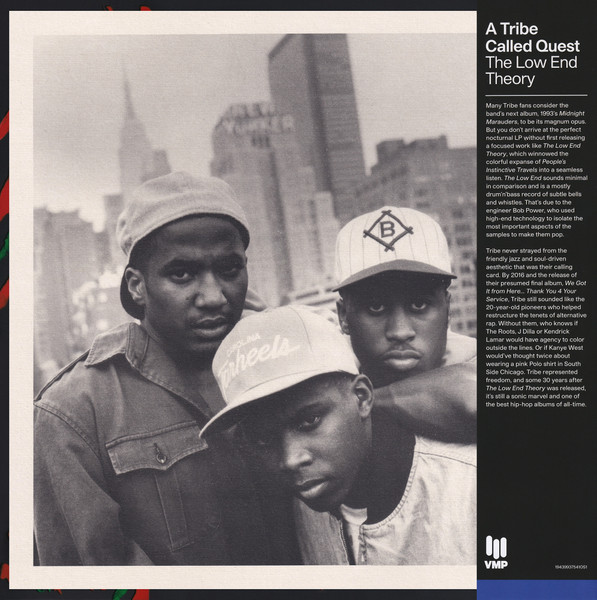 A Tribe
Called Quest
The Low End
Theory
Many Tribe fans consider the
band's next album, 1993's Midnight
Marauders, to be its magnum opus.
But you don't arrive at the perfect
nocturnal LP without first releasing
a focused work like The Low End
Theory, which winnowed the
colorful expanse of People's
Instinctive Travels into a seamless
listen. The Low End sounds minimal
in comparison and is a mostly
drum'n'bass record of subtle bells
and whistles. That's due to the
engineer Bob Power, who used
high-end technology to isolate the
most important aspects of the
samples to make them pop.
Tribe never strayed from the
friendly jazz and soul-driven
aesthetic that was their calling
card. By 2016 and the release of
their presumed final album, We Got
It from Here... Thank You 4 Your
Service, Tribe still sounded like the
20-year-old pioneers who helped
restructure the tenets of alternative
rap. Without them, who knows if
The Roots, J Dilla or Kendrick
Lamar would have agency to color
outside the lines. Or if Kanye West
would've thought twice about
wearing a pink Polo shirt in South
Side Chicago. Tribe represented
freedom, and some 30 years after
The Low End Theory was released,
it's still a sonic marvel and one of
the best hip-hop albums of all-time.
B
VMP